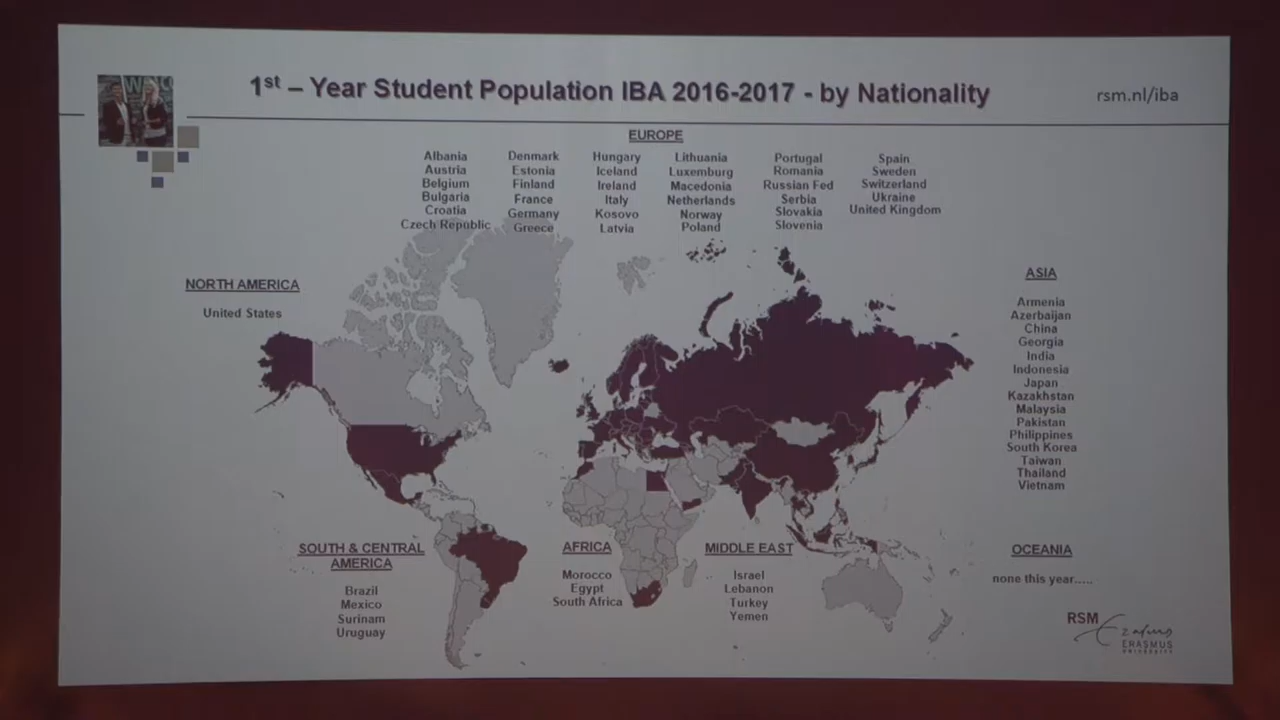 1st – Year Student Population IBA 2016-2017 - by Nationality
rsm.nl/iba
EUROPE
Albania
Austria
Belgium
Bulgaria
Croatia
Czech Republic
Denmark
Estonia
Finland
France
Germany
Greece
Hungary
Iceland
Ireland
Italy
Kosovo
Latvia
Lithuania
Luxemburg
Macedonia
Netherlands
Norway
Poland
Portugal
Romania
Russian Fed
Serbia
Slovakia
Slovenia
Spain
Sweden
Switzerland
Ukraine
United Kingdom
NORTH AMERICA
United States
ASIA
Armenia
Azerbaijan
China
Georgia
India
Indonesia
Japan
Kazakhstan
Malaysia
Pakistan
Philippines
South Korea
Taiwan
Thailand
Vietnam
SOUTH & CENTRAL
AMERICA
Brazil
Mexico
Surinam
Uruguay
AFRICA
Morocco
Egypt
South Africa
MIDDLE EAST
Israel
Lebanon
Turkey
Yemen
OCEANIA
none this year.....
RSM
Erasmus
ERASMUS
UNIVERSITY